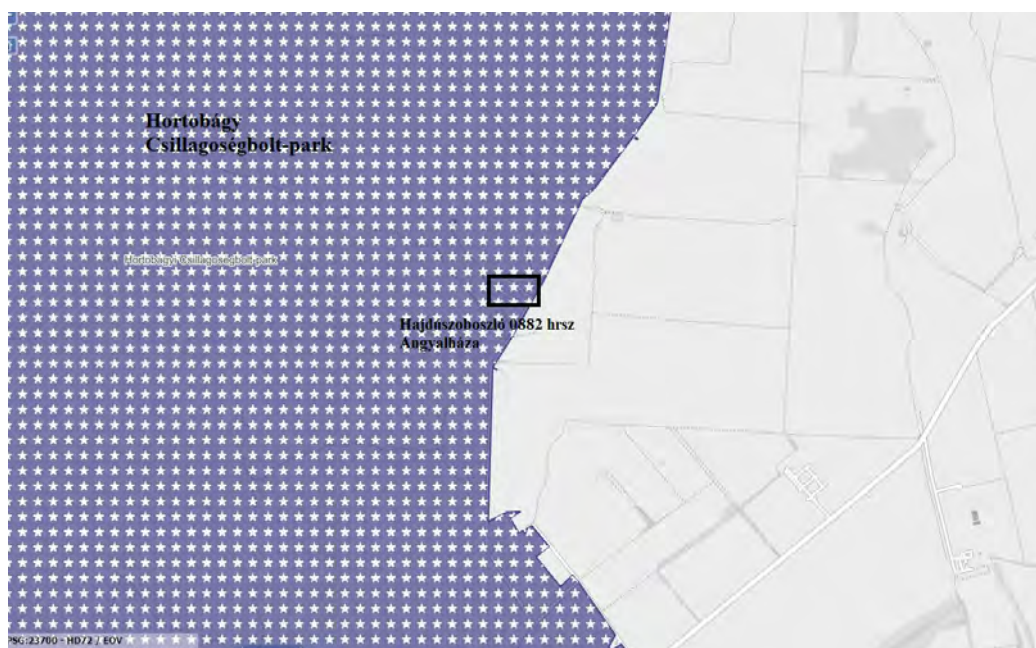 Hortobágy
Csillagoségbolt-park
Hortobágyi Csillagoségbolt-park
Hajdúszoboszló 0882 hrsz
Angyalháza
PSG:23700 - HD72 / EOV